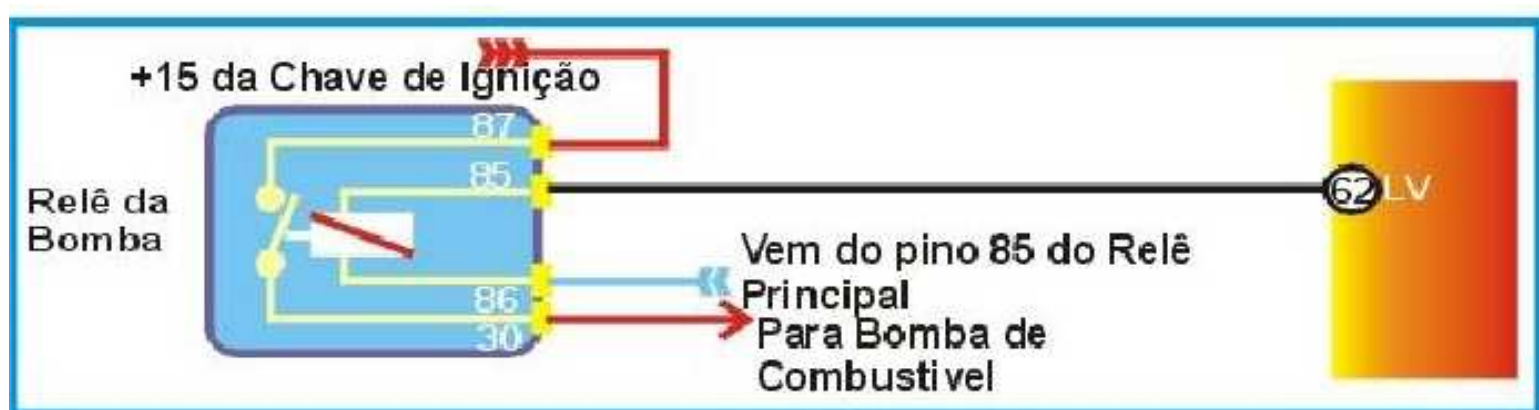 +15 da Chave de Ignição
87
85
Relê da
Bomba
62 LV
Vem do pino 85 do Relê
Principal
86
30
Para Bomba de
Combustivel